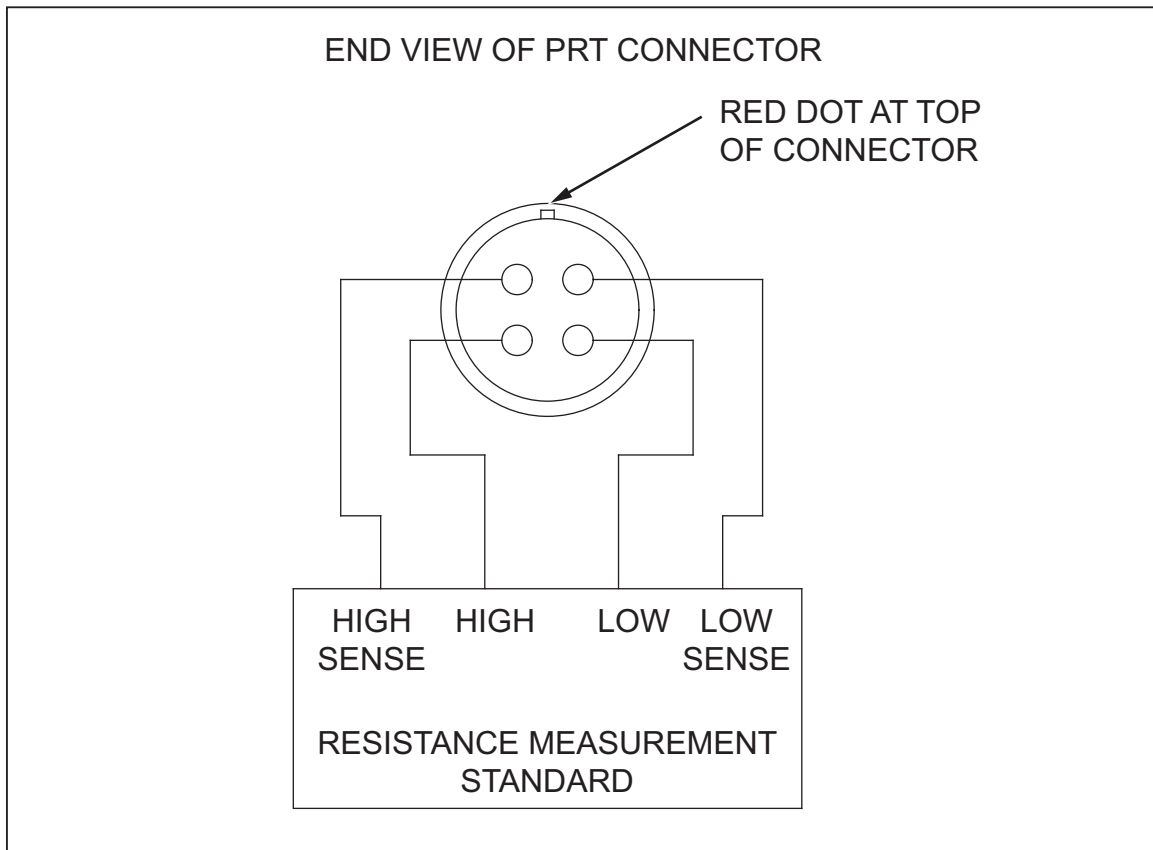 END VIEW OF PRT CONNECTOR
RED DOT AT TOP
OF CONNECTOR
HIGH SENSE
HIGH
LOW
LOW SENSE
RESISTANCE MEASUREMENT
STANDARD